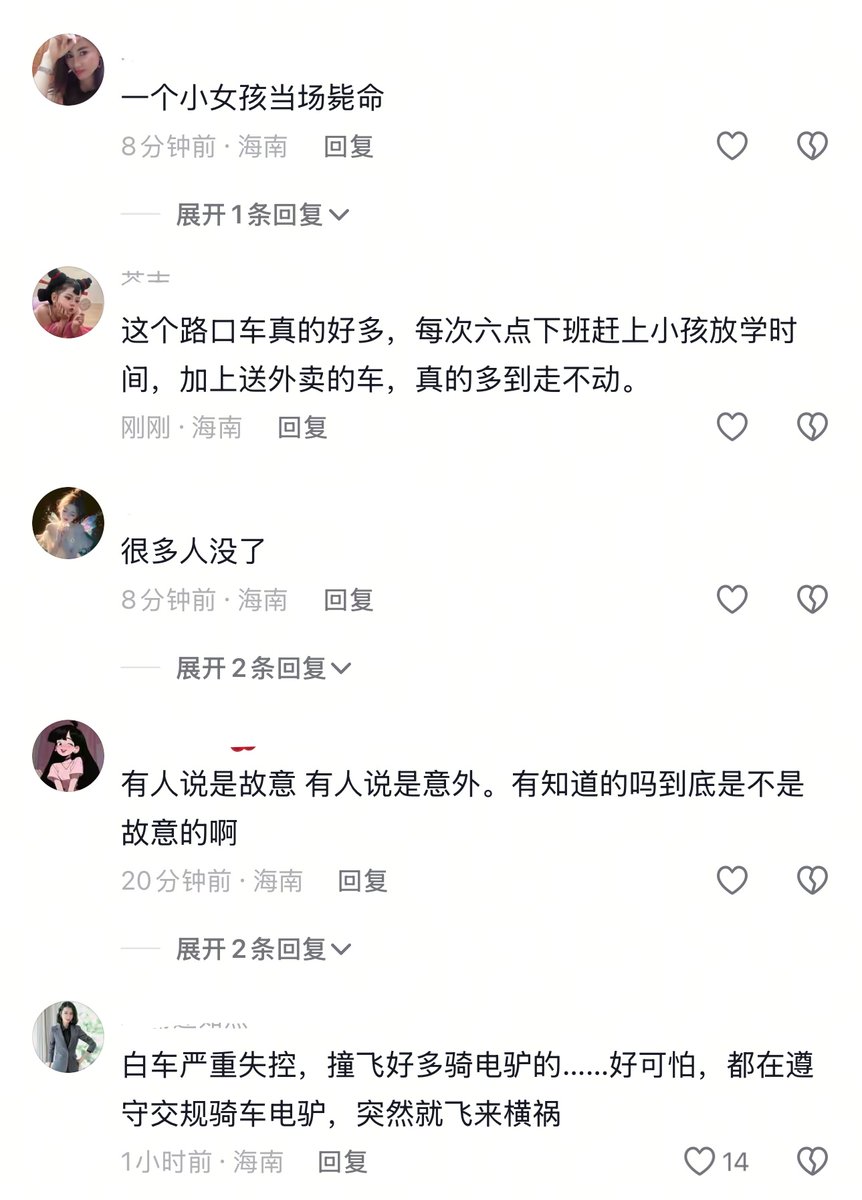 一个小女孩当场毙命
8分钟前 · 海南 回复
展开1条回复
这个路口车真的好多，每次六点下班赶上小孩放学时
间，加上送外卖的车，真的多到走不动。
刚刚 · 海南 回复
很多人没了
8分钟前 · 海南 回复
展开2条回复
有人说是故意 有人说是意外。有知道的吗到底是不是
故意的啊
20分钟前 · 海南 回复
展开2条回复
白车严重失控，撞飞好多骑电驴的......好可怕，都在遵
守交规骑车电驴，突然就飞来横祸
1小时前 · 海南 回复 14